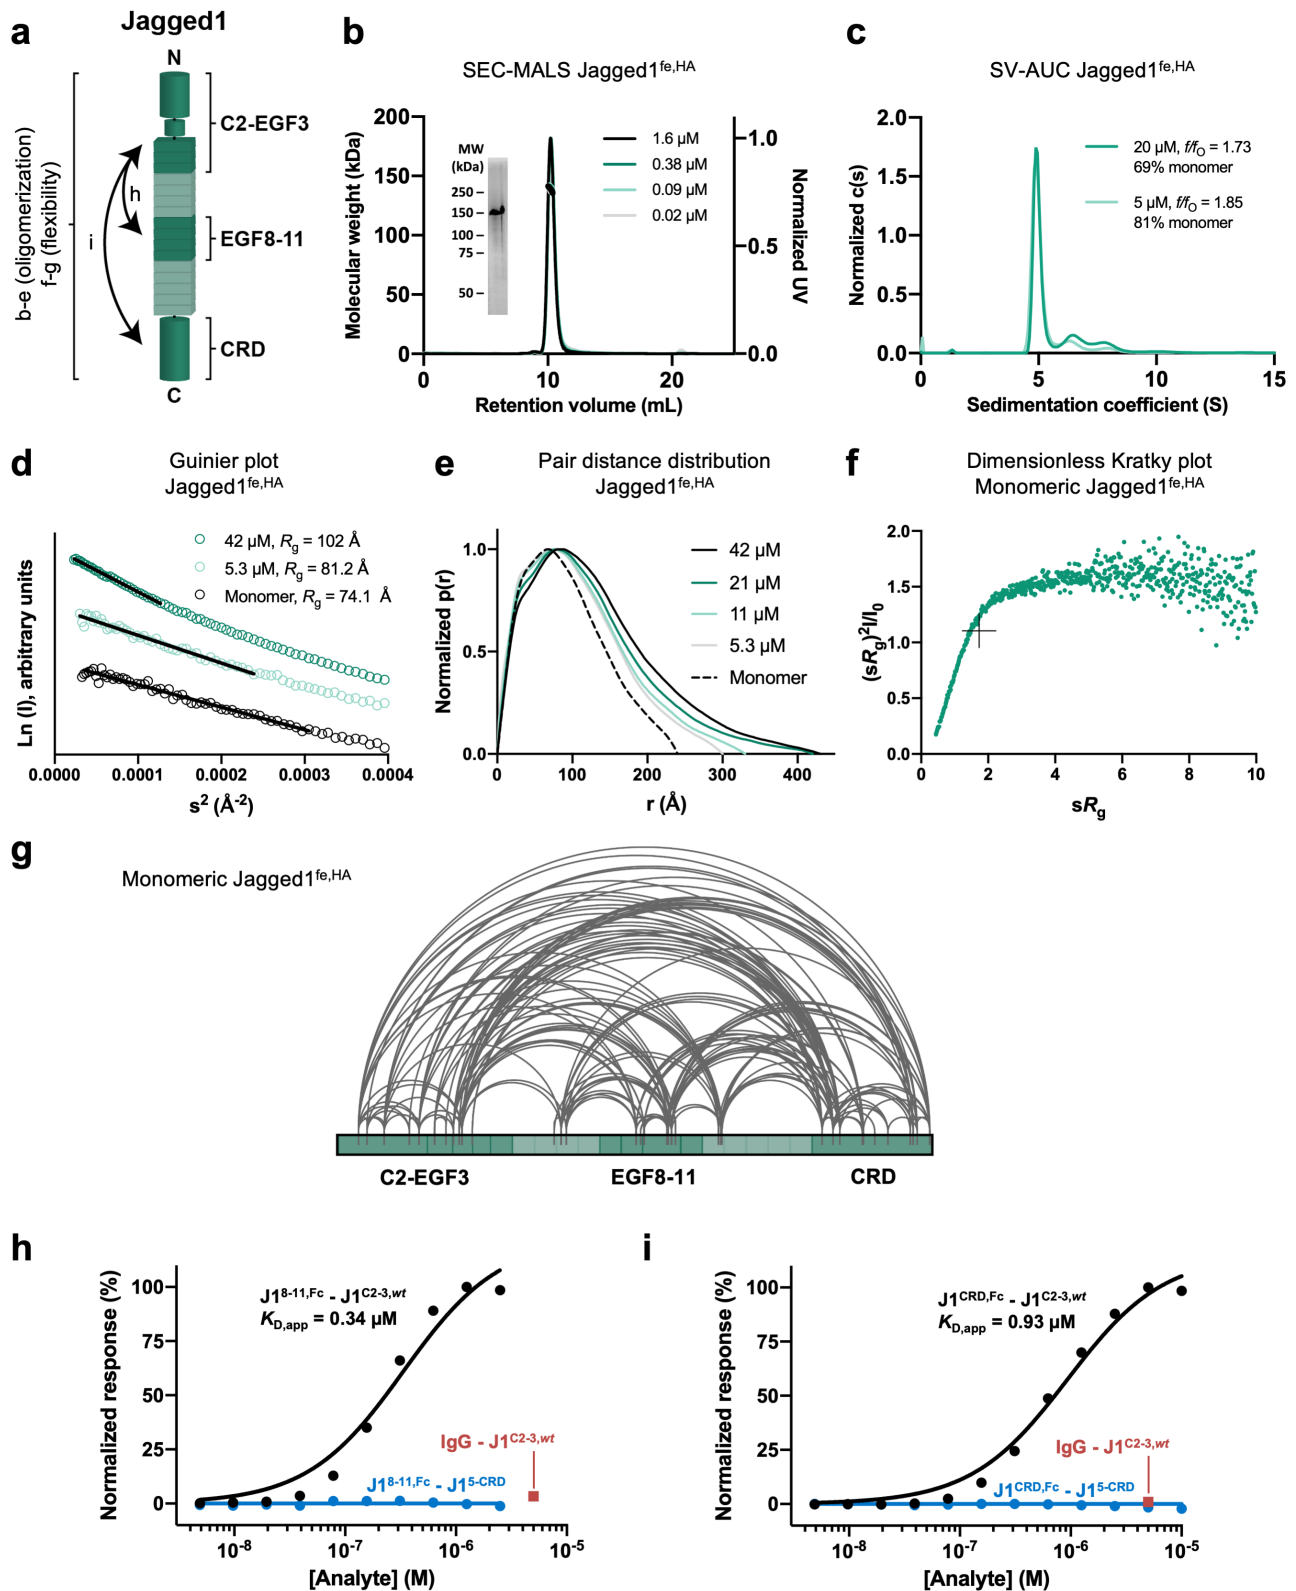 a
Jagged1
N
C2-EGF3
h
EGF8-11
i
CRD
C
b-e (oligomerization)
f-g (flexibility)
b
SEC-MALS Jagged1fe,HA
Molecular weight (kDa)
200
150
100
50
0
MW
(kDa)
250
150
100
75
50
1.6 µM
0.38 µM
0.09 µM
0.02 µM
1.0
0.5
0.0
Normalized UV
0 10 20
Retention volume (mL)
c
SV-AUC Jagged1fe,HA
Normalized c(s)
2.0
1.5
1.0
0.5
0.0
20 µM, f/fO = 1.73
69% monomer
5 µM, f/fO = 1.85
81% monomer
0 5 10 15
Sedimentation coefficient (S)
d
Guinier plot
Jagged1fe,HA
Ln (I), arbitrary units
42 µM, Rg = 102 Å
5.3 µM, Rg = 81.2 Å
Monomer, Rg = 74.1 Å
0.0000 0.0001 0.0002 0.0003 0.0004
s2 (Å-2)
e
Pair distance distribution
Jagged1fe,HA
Normalized p(r)
1.0
0.5
0.0
42 µM
21 µM
11 µM
5.3 µM
Monomer
0 100 200 300 400
r (Å)
f
Dimensionless Kratky plot
Monomeric Jagged1fe,HA
(sRg)2I/I0
2.0
1.5
1.0
0.5
0.0
0 2 4 6 8 10
sRg
g
Monomeric Jagged1fe,HA
C2-EGF3 EGF8-11 CRD
h
Normalized response (%)
100
75
50
25
0
J18-11,Fc - J1C2-3,wt
KD,app = 0.34 µM
IgG - J1C2-3,wt
J18-11,Fc - J15-CRD
10-8 10-7 10-6 10-5
[Analyte] (M)
i
Normalized response (%)
100
75
50
25
0
J1CRD,Fc - J1C2-3,wt
KD,app = 0.93 µM
IgG - J1C2-3,wt
J1CRD,Fc - J15-CRD
10-8 10-7 10-6 10-5
[Analyte] (M)